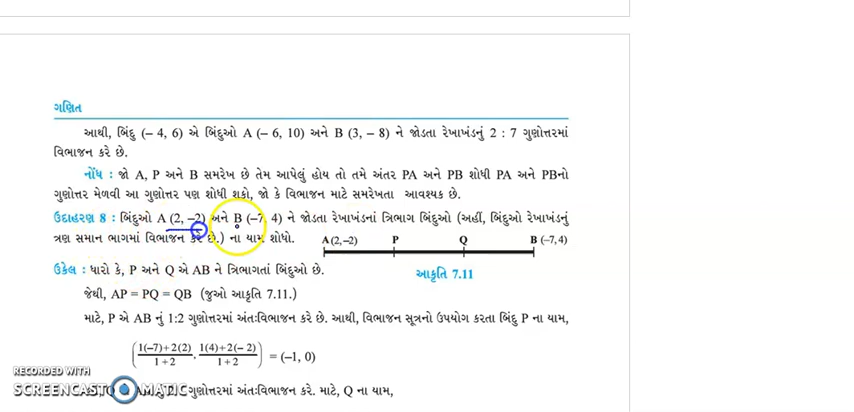 ગણિત
આથી, બિંદુ (– 4, 6) એ બિંદુઓ A (– 6, 10) અને B (3, – 8) ને જોડતા રેખાખંડનું 2 : 7 ગુણોત્તરમાં
વિભાજન કરે છે.
નોંધ : જો A, P અને B સમરેખ છે તેમ આપેલું હોય તો તમે અંતર PA અને PB શોધી PA અને PBનો
ગુણોત્તર મેળવી આ ગુણોત્તર પણ શોધી શકો, જો કે વિભાજન માટે સમરેખતા આવશ્યક છે.
ઉદાહરણ 8 : બિંદુઓ A (2, –2) અને B (–7, 4) ને જોડતા રેખાખંડનાં ત્રિભાગ બિંદુઓ (અહીં, બિંદુઓ રેખાખંડનું
ત્રણ સમાન ભાગમાં વિભાજન કરે છે.) ના યામ શોધો.
A (2, –2) P Q B (–7, 4)
ઉકેલ : ધારો કે, P અને Q એ AB ને ત્રિભાગતાં બિંદુઓ છે.
આકૃતિ 7.11
જેથી, AP = PQ = QB (જુઓ આકૃતિ 7.11.)
માટે, P એ AB નું 1:2 ગુણોત્તરમાં અંતઃવિભાજન કરે છે. આથી, વિભાજન સૂત્રનો ઉપયોગ કરતા બિંદુ P ના યામ,
(1(–7)+2(2)/1+2, 1(4)+2(–2)/1+2) = (–1, 0)
RECORDED WITH
SCREENCAST MATIC
ગુણોત્તરમાં અંતઃવિભાજન કરે. માટે, Q ના યામ,